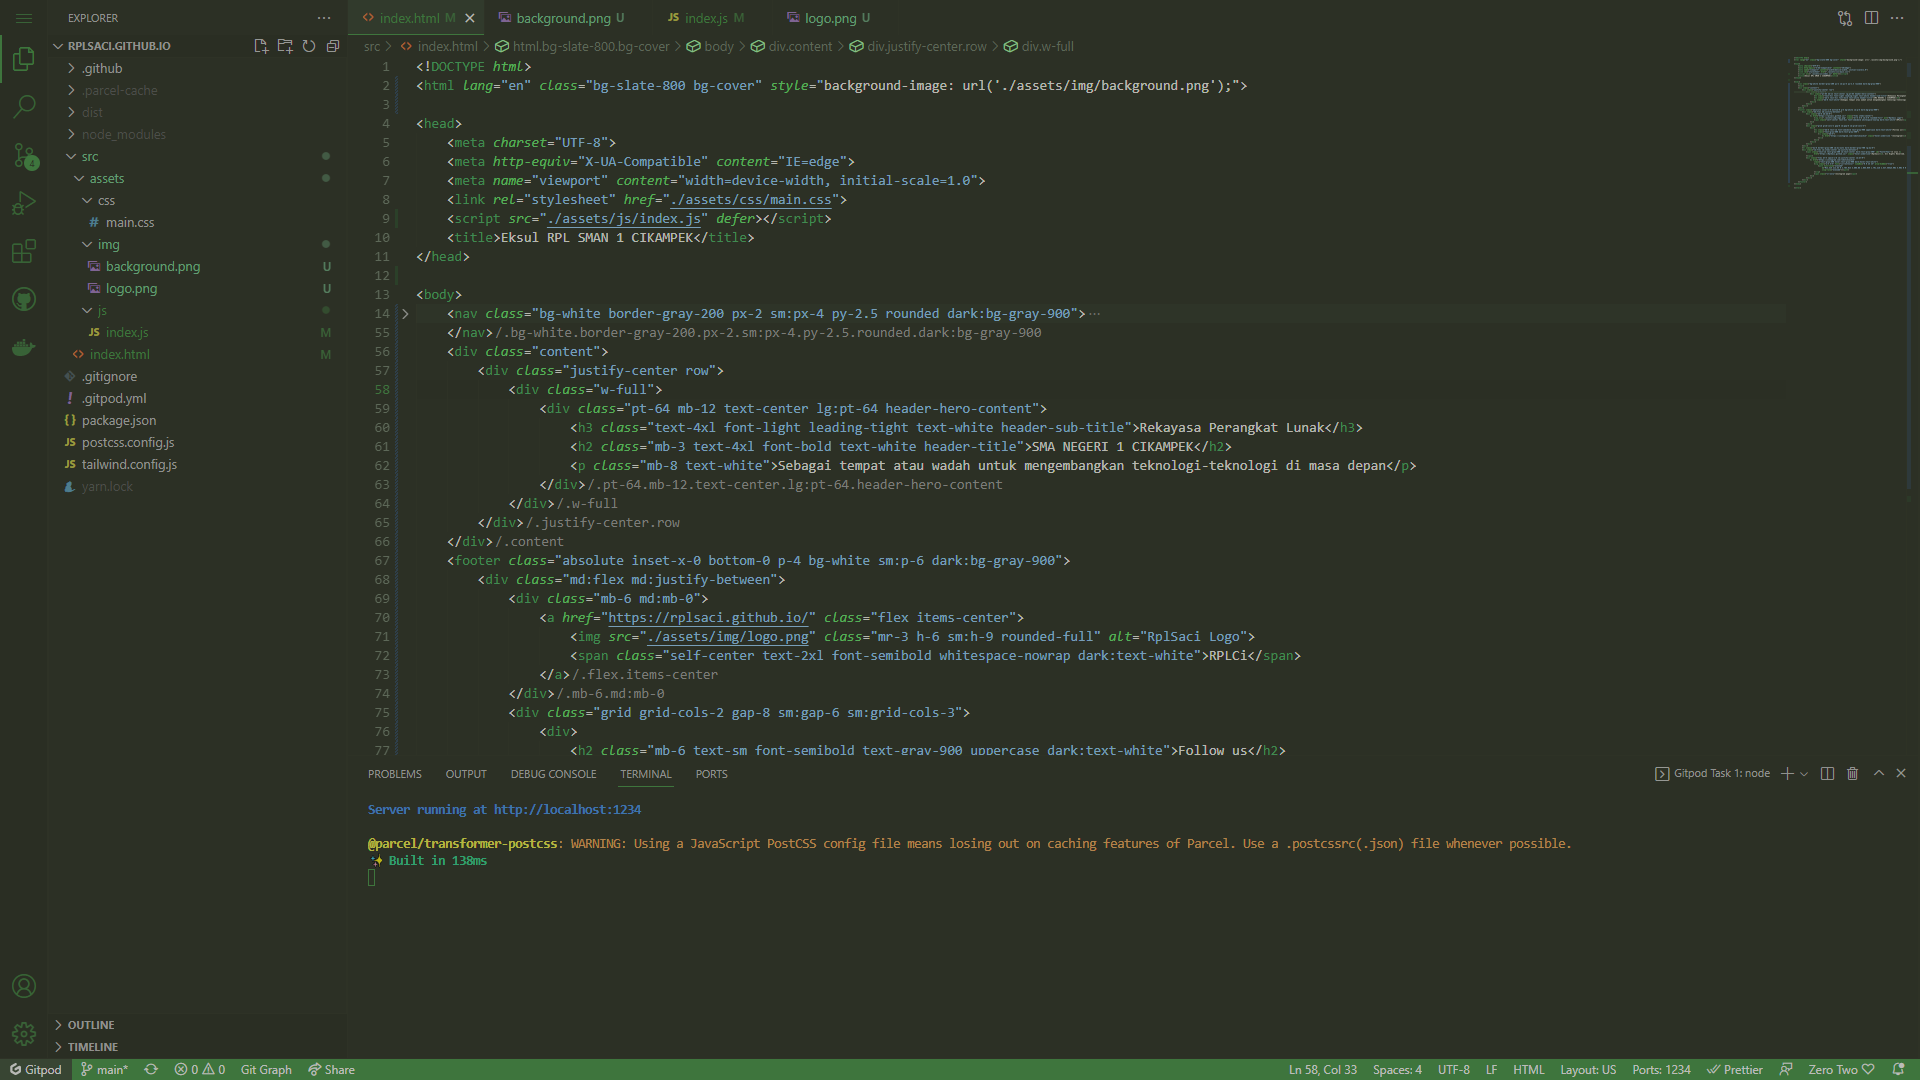 EXPLORER
RPLSACI.GITHUB.IO
.github
.parcel-cache
dist
node_modules
src
assets
css
# main.css
img
background.png U
logo.png U
js
JS index.js M
<> index.html M
.gitignore
! .gitpod.yml
{} package.json
JS postcss.config.js
JS tailwind.config.js
yarn.lock
OUTLINE
TIMELINE
<> index.html M
background.png U
JS index.js M
logo.png U
src > <> index.html > html.bg-slate-800.bg-cover > body > div.content > div.justify-center.row > div.w-full
1 <!DOCTYPE html>
2 <html lang="en" class="bg-slate-800 bg-cover" style="background-image: url('./assets/img/background.png');">
3
4 <head>
5 <meta charset="UTF-8">
6 <meta http-equiv="X-UA-Compatible" content="IE=edge">
7 <meta name="viewport" content="width=device-width, initial-scale=1.0">
8 <link rel="stylesheet" href="./assets/css/main.css">
9 <script src="./assets/js/index.js" defer></script>
10 <title>Eksul RPL SMAN 1 CIKAMPEK</title>
11 </head>
12
13 <body>
14 <nav class="bg-white border-gray-200 px-2 sm:px-4 py-2.5 rounded dark:bg-gray-900">···
55 </nav>/.bg-white.border-gray-200.px-2.sm:px-4.py-2.5.rounded.dark:bg-gray-900
56 <div class="content">
57 <div class="justify-center row">
58 <div class="w-full">
59 <div class="pt-64 mb-12 text-center lg:pt-64 header-hero-content">
60 <h3 class="text-4xl font-light leading-tight text-white header-sub-title">Rekayasa Perangkat Lunak</h3>
61 <h2 class="mb-3 text-4xl font-bold text-white header-title">SMA NEGERI 1 CIKAMPEK</h2>
62 <p class="mb-8 text-white">Sebagai tempat atau wadah untuk mengembangkan teknologi-teknologi di masa depan</p>
63 </div>/.pt-64.mb-12.text-center.lg:pt-64.header-hero-content
64 </div>/.w-full
65 </div>/.justify-center.row
66 </div>/.content
67 <footer class="absolute inset-x-0 bottom-0 p-4 bg-white sm:p-6 dark:bg-gray-900">
68 <div class="md:flex md:justify-between">
69 <div class="mb-6 md:mb-0">
70 <a href="https://rplsaci.github.io/" class="flex items-center">
71 <img src="./assets/img/logo.png" class="mr-3 h-6 sm:h-9 rounded-full" alt="RplSaci Logo">
72 <span class="self-center text-2xl font-semibold whitespace-nowrap dark:text-white">RPLCi</span>
73 </a>/.flex.items-center
74 </div>/.mb-6.md:mb-0
75 <div class="grid grid-cols-2 gap-8 sm:gap-6 sm:grid-cols-3">
76 <div>
77 <h2 class="mb-6 text-sm font-semibold text-gray-900 uppercase dark:text-white">Follow us</h2>
PROBLEMS OUTPUT DEBUG CONSOLE TERMINAL PORTS
Gitpod Task 1: node
Server running at http://localhost:1234
@parcel/transformer-postcss: WARNING: Using a JavaScript PostCSS config file means losing out on caching features of Parcel. Use a .postcssrc(.json) file whenever possible.
✨ Built in 138ms
4
Gitpod main* 0 0 Git Graph Share
Ln 58, Col 33 Spaces: 4 UTF-8 LF HTML Layout: US Ports: 1234 Prettier Zero Two ♡